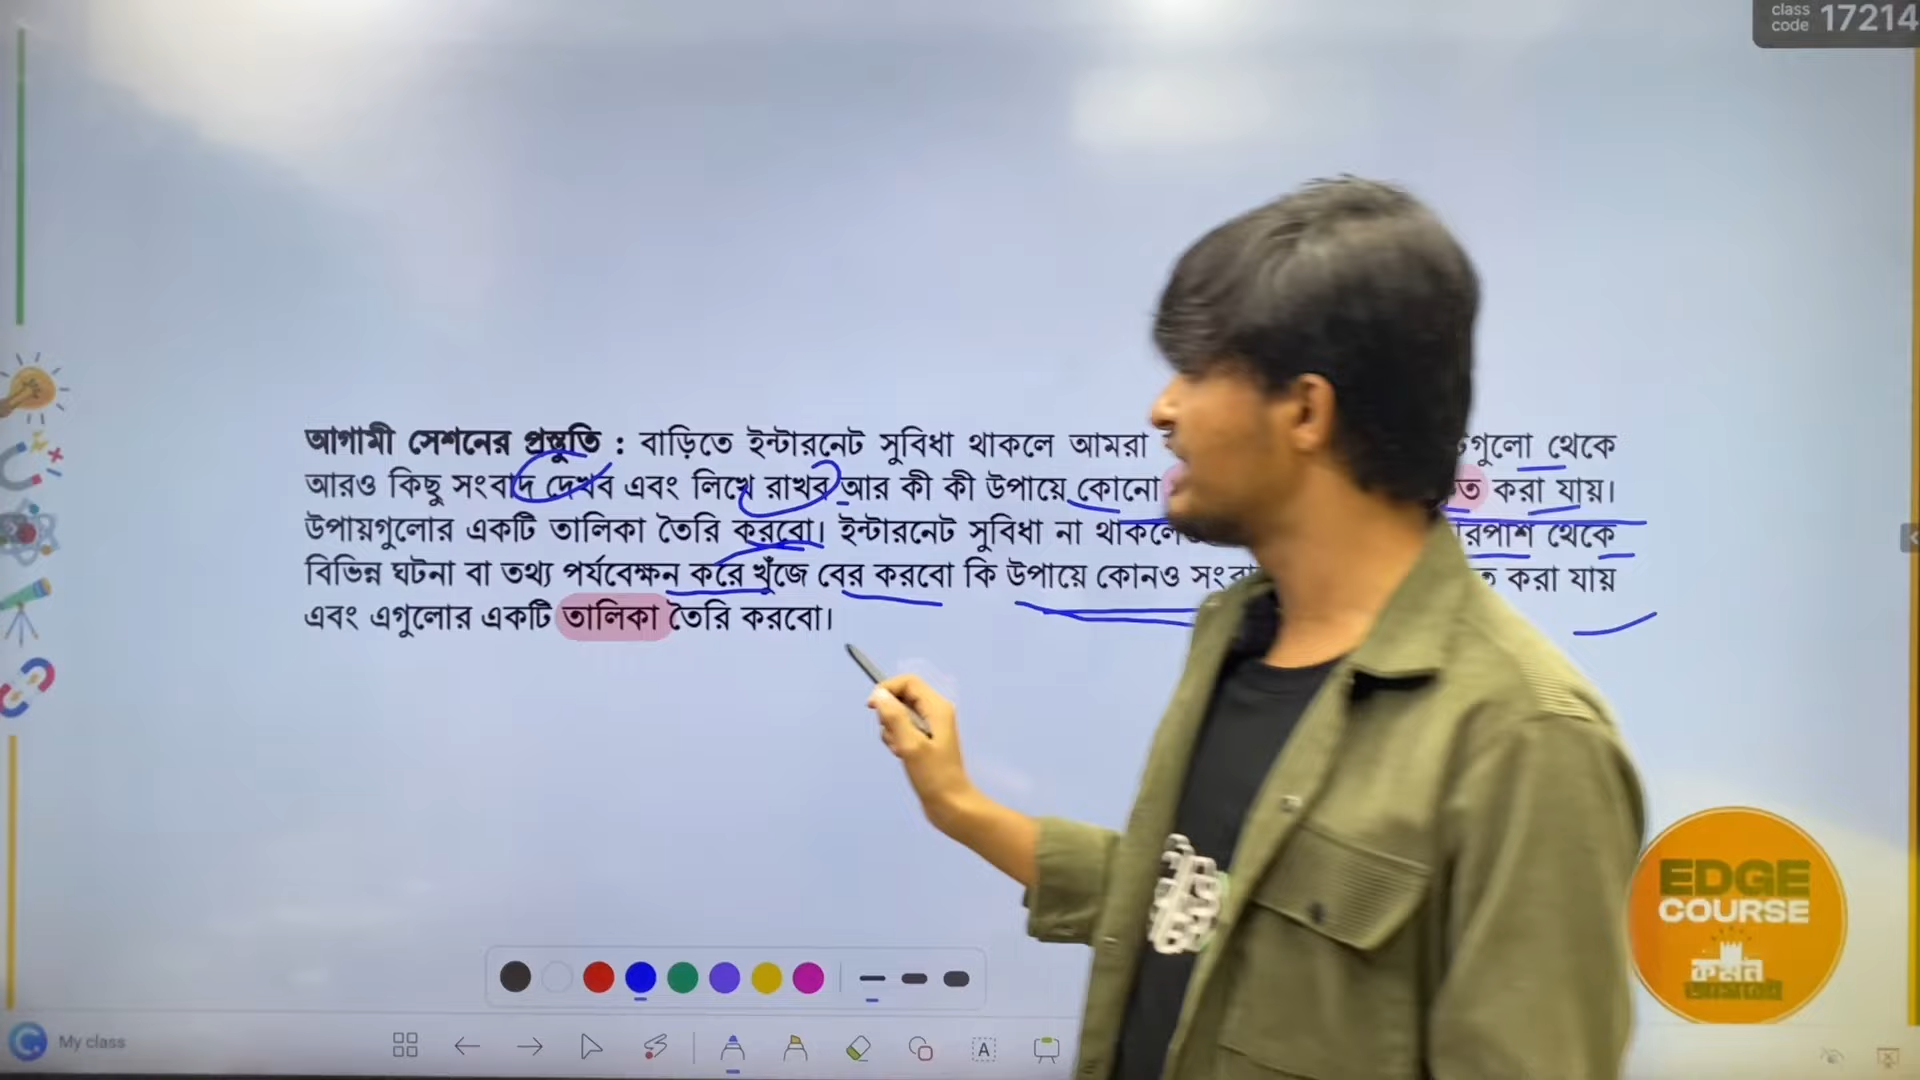 class code 17214
আগামী সেশনের প্রস্তুতি : বাড়িতে ইন্টারনেট সুবিধা থাকলে আমরা গুলো থেকে
আরও কিছু সংবাদ দেখব এবং লিখে রাখব আর কী কী উপায়ে কোনো করা যায়।
উপায়গুলোর একটি তালিকা তৈরি করবো। ইন্টারনেট সুবিধা না থাকলে রপাশ থেকে
বিভিন্ন ঘটনা বা তথ্য পর্যবেক্ষন করে খুঁজে বের করবো কি উপায়ে কোনও সংবা ত করা যায়
এবং এগুলোর একটি তালিকা তৈরি করবো।
EDGE
COURSE
কমন
My class